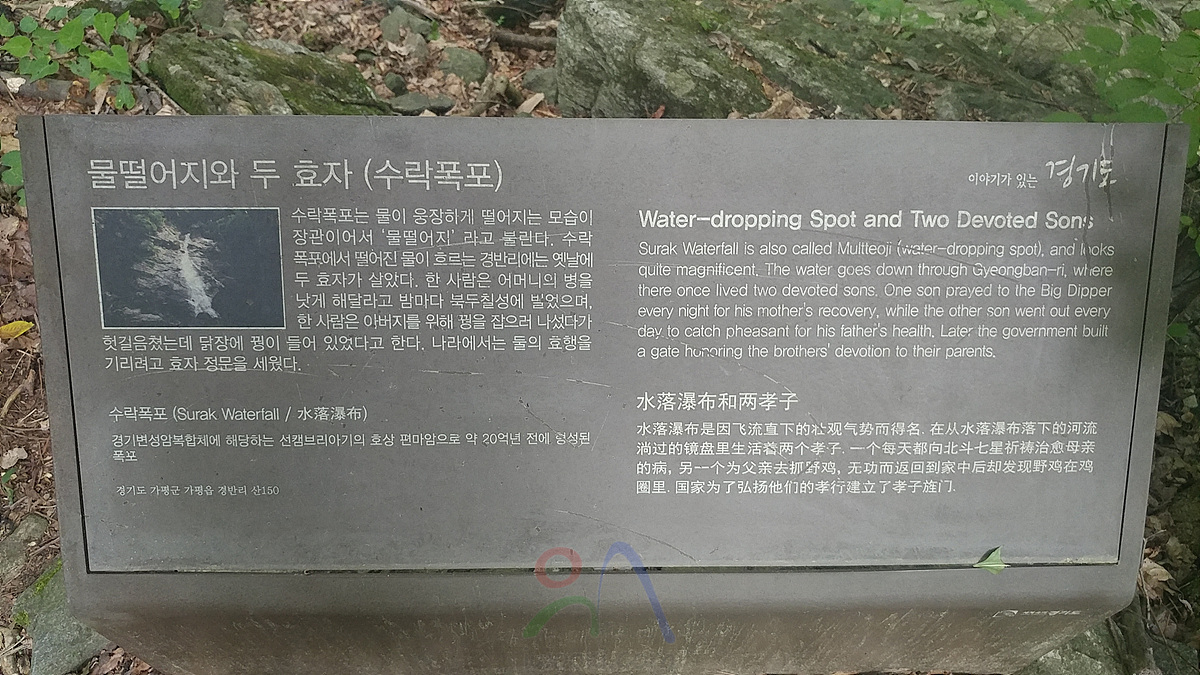 물떨어지와 두 효자 (수락폭포)
이야기가 있는 경기도
수락폭포는 물이 웅장하게 떨어지는 모습이
장관이어서 '물떨어지' 라고 불린다. 수락
폭포에서 떨어진 물이 흐르는 경반리에는 옛날에
두 효자가 살았다. 한 사람은 어머니의 병을
낫게 해달라고 밤마다 북두칠성에 빌었으며,
한 사람은 아버지를 위해 꿩을 잡으러 나섰다가
헛걸음쳤는데 닭장에 꿩이 들어 있었다고 한다. 나라에서는 둘의 효행을
기리려고 효자 정문을 세웠다.
수락폭포 (Surak Waterfall / 水落瀑布)
경기변성암복합체에 해당하는 선캠브리아기의 호상 편마암으로 약 20억년 전에 형성된
폭포
경기도 가평군 가평읍 경반리 산150
Water-dropping Spot and Two Devoted Sons
Surak Waterfall is also called Multteoji (water-dropping spot), and looks
quite magnificent. The water goes down through Gyeongban-ri, where
there once lived two devoted sons. One son prayed to the Big Dipper
every night for his mother's recovery, while the other son went out every
day to catch pheasant for his father's health. Later the government built
a gate honoring the brothers' devotion to their parents.
水落瀑布和两孝子
水落瀑布是因飞流直下的壮观气势而得名. 在从水落瀑布落下的河流
淌过的镜盘里生活着两个孝子. 一个每天都向北斗七星祈祷治愈母亲
的病, 另一个为父亲去抓野鸡, 无功而返回到家中后却发现野鸡在鸡
圈里. 国家为了弘扬他们的孝行建立了孝子旌门.